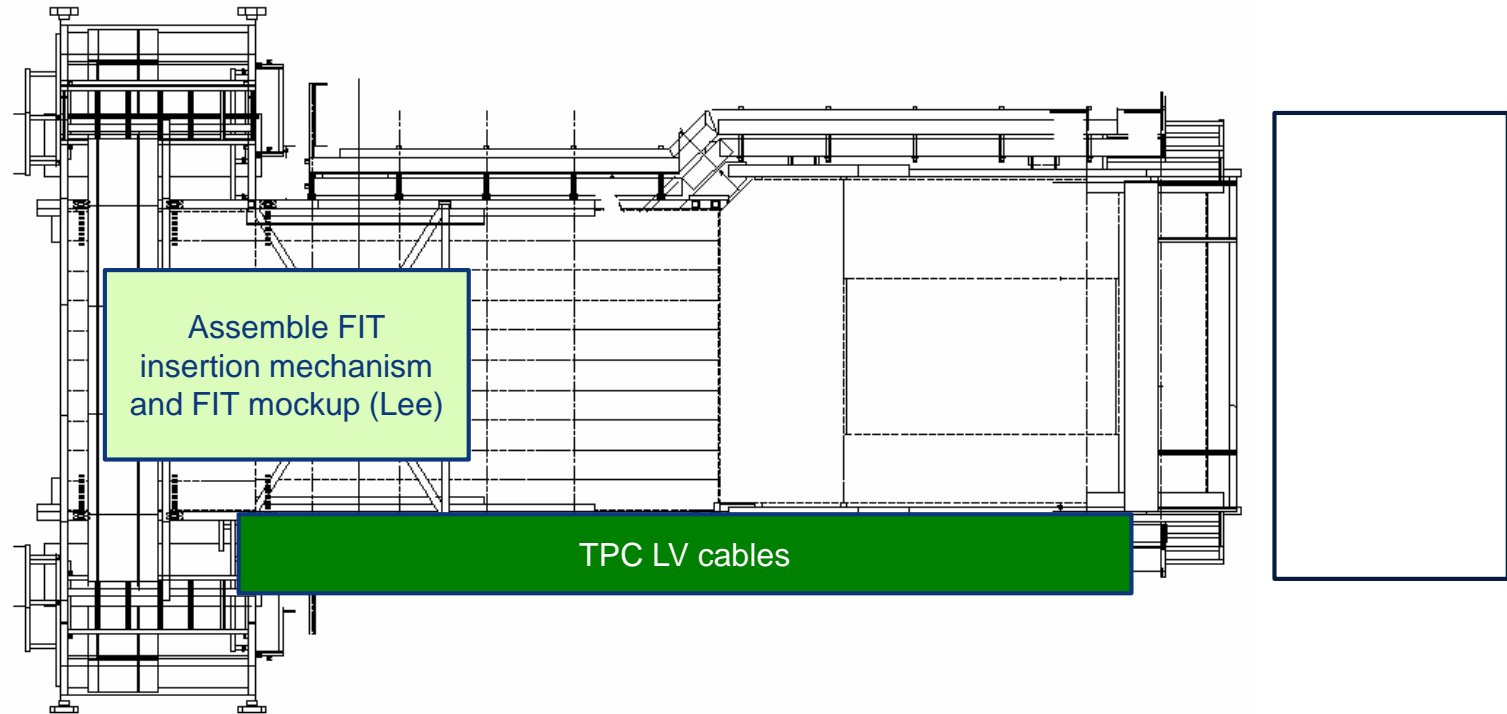 Assemble FIT
insertion mechanism
and FIT mockup (Lee)
TPC LV cables